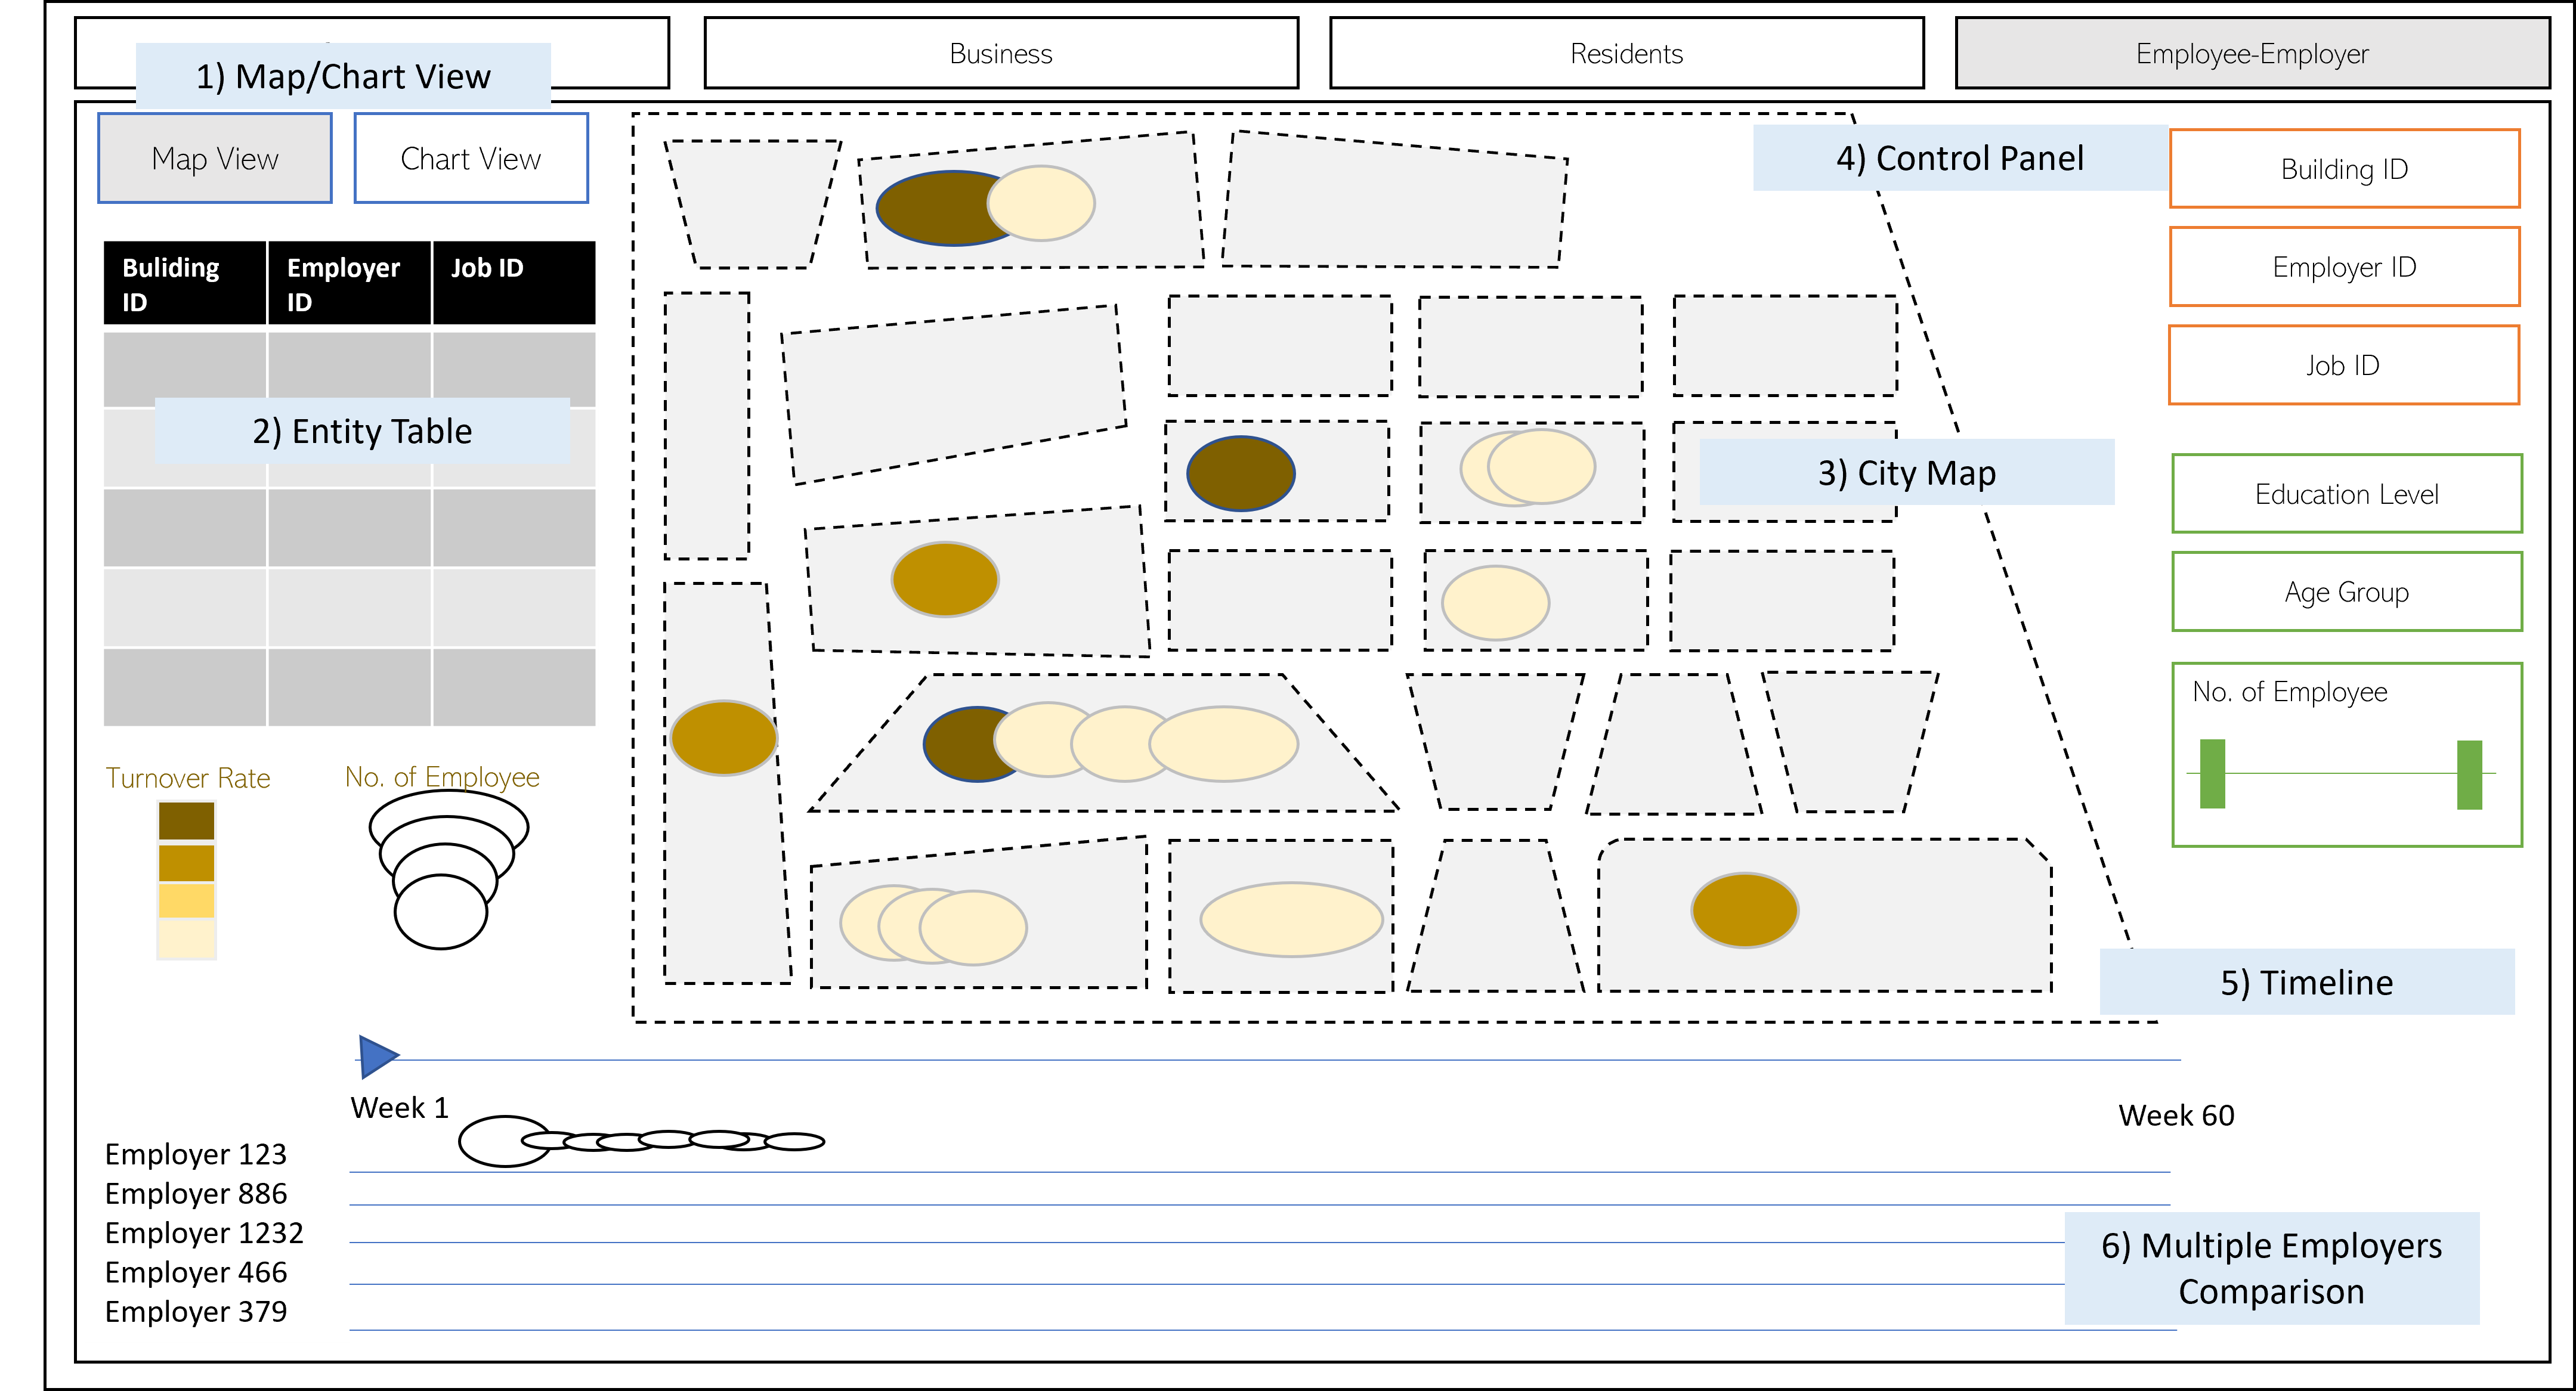 1) Map/Chart View
Business
Residents
Employee-Employer
Map View
Chart View
4) Control Panel
Building ID
Employer ID
Job ID
Buliding
ID
Employer
ID
Job ID
2) Entity Table
3) City Map
Education Level
Age Group
No. of Employee
Turnover Rate
No. of Employee
5) Timeline
Week 1
Week 60
Employer 123
Employer 886
Employer 1232
Employer 466
Employer 379
6) Multiple Employers
Comparison